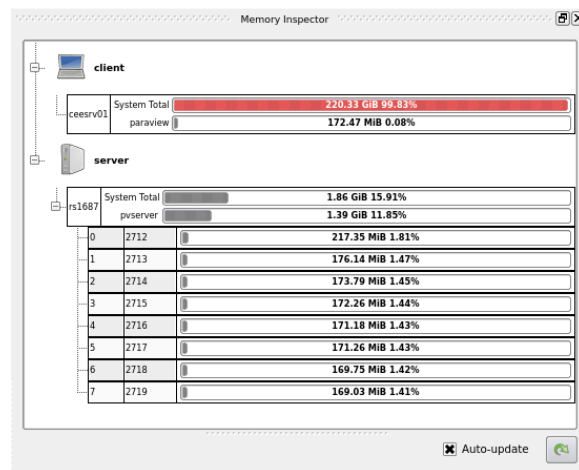 Memory Inspector
client
ceesrv01
System Total 220.33 GiB 99.83%
paraview 172.47 MiB 0.08%
server
rs1687
System Total 1.86 GiB 15.91%
pvserver 1.39 GiB 11.85%
0 2712 217.35 MiB 1.81%
1 2713 176.14 MiB 1.47%
2 2714 173.79 MiB 1.45%
3 2715 172.26 MiB 1.44%
4 2716 171.18 MiB 1.43%
5 2717 171.26 MiB 1.43%
6 2718 169.75 MiB 1.42%
7 2719 169.03 MiB 1.41%
Auto-update